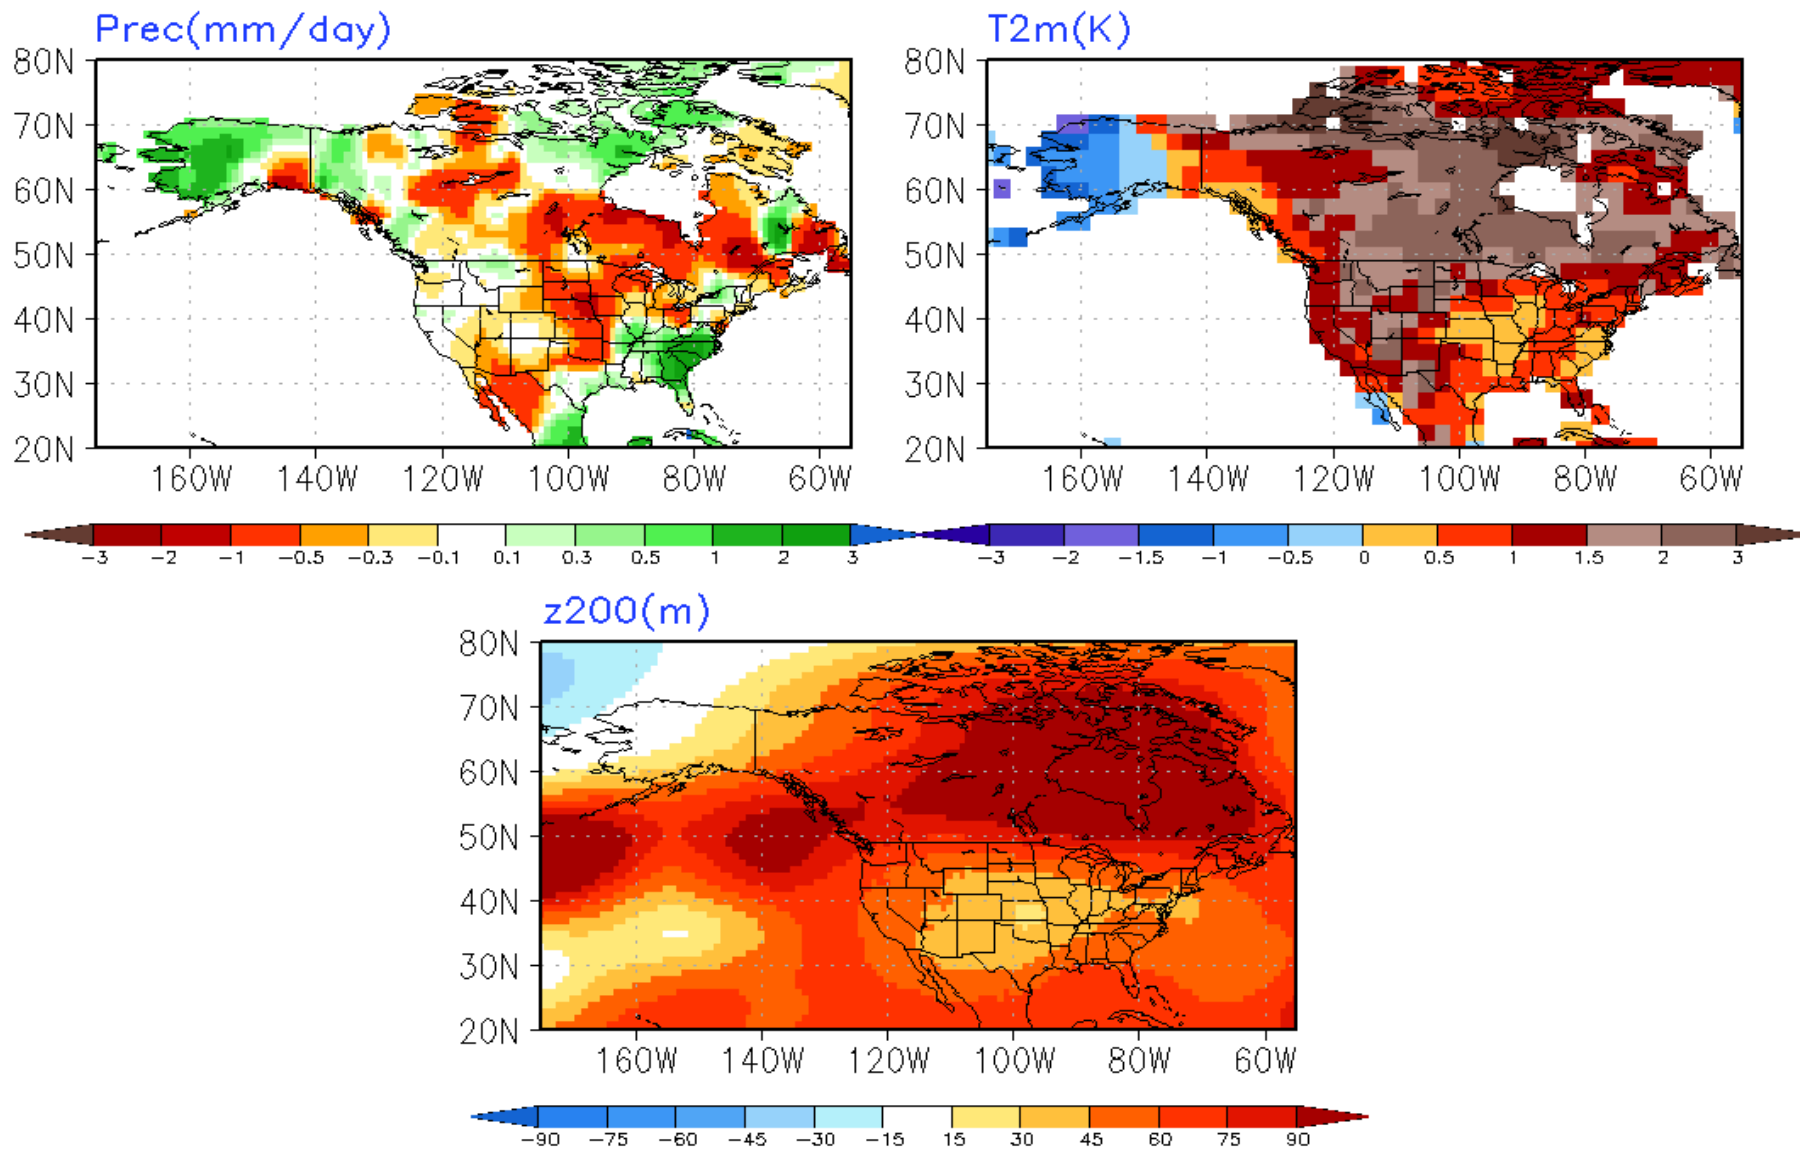 Prec(mm/day)
T2m(K)
80N
70N
60N
50N
40N
30N
20N
160W 140W 120W 100W 80W 60W
80N
70N
60N
50N
40N
30N
20N
160W 140W 120W 100W 80W 60W
-3 -2 -1 -0.5 -0.3 -0.1 0.1 0.3 0.5 1 2 3
-3 -2 -1.5 -1 -0.5 0 0.5 1 1.5 2 3
z200(m)
80N
70N
60N
50N
40N
30N
20N
160W 140W 120W 100W 80W 60W
-90 -75 -60 -45 -30 -15 15 30 45 60 75 90